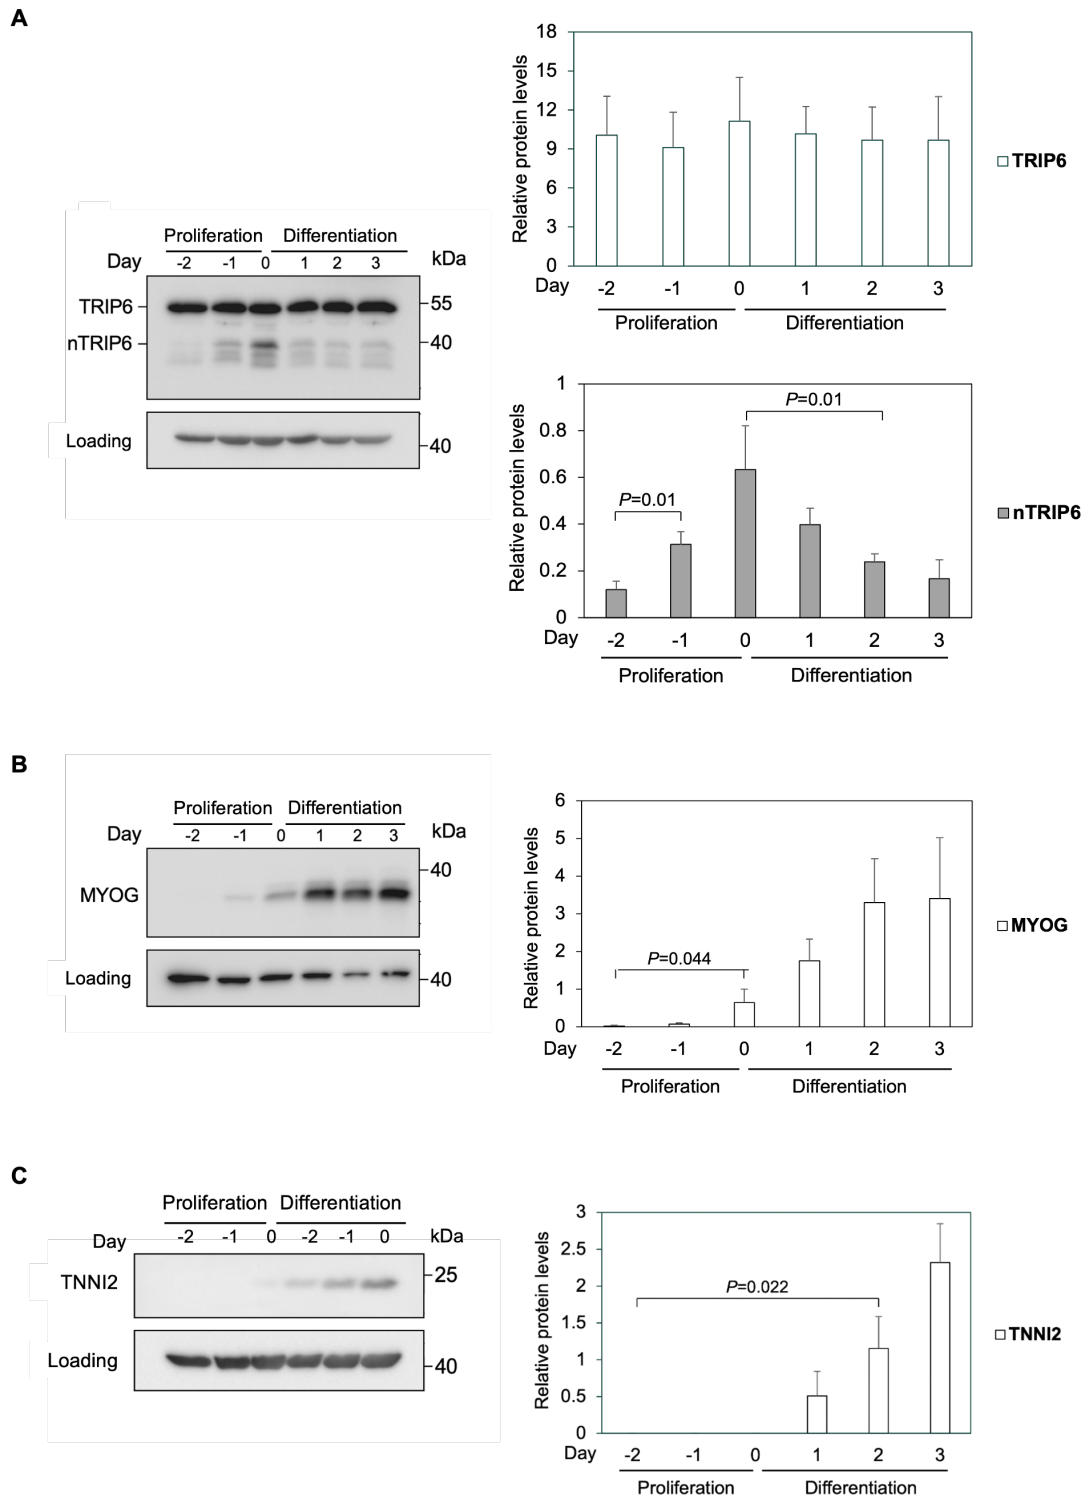 A
18
15
12
9
6
3
0
Relative protein levels
TRIP6
Day -2 -1 0 1 2 3
Proliferation Differentiation
Proliferation Differentiation
Day -2 -1 0 1 2 3 kDa
TRIP6 55
nTRIP6 40
Loading 40
1
0.8
0.6
0.4
0.2
0
Relative protein levels
P=0.01
P=0.01
nTRIP6
Day -2 -1 0 1 2 3
Proliferation Differentiation
B
Proliferation Differentiation
Day -2 -1 0 1 2 3 kDa
40
MYOG
Loading 40
6
5
4
3
2
1
0
Relative protein levels
P=0.044
MYOG
Day -2 -1 0 1 2 3
Proliferation Differentiation
C
Proliferation Differentiation
Day -2 -1 0 -2 -1 0 kDa
TNNI2 25
Loading 40
3
2.5
2
1.5
1
0.5
0
Relative protein levels
P=0.022
TNNI2
Day -2 -1 0 1 2 3
Proliferation Differentiation